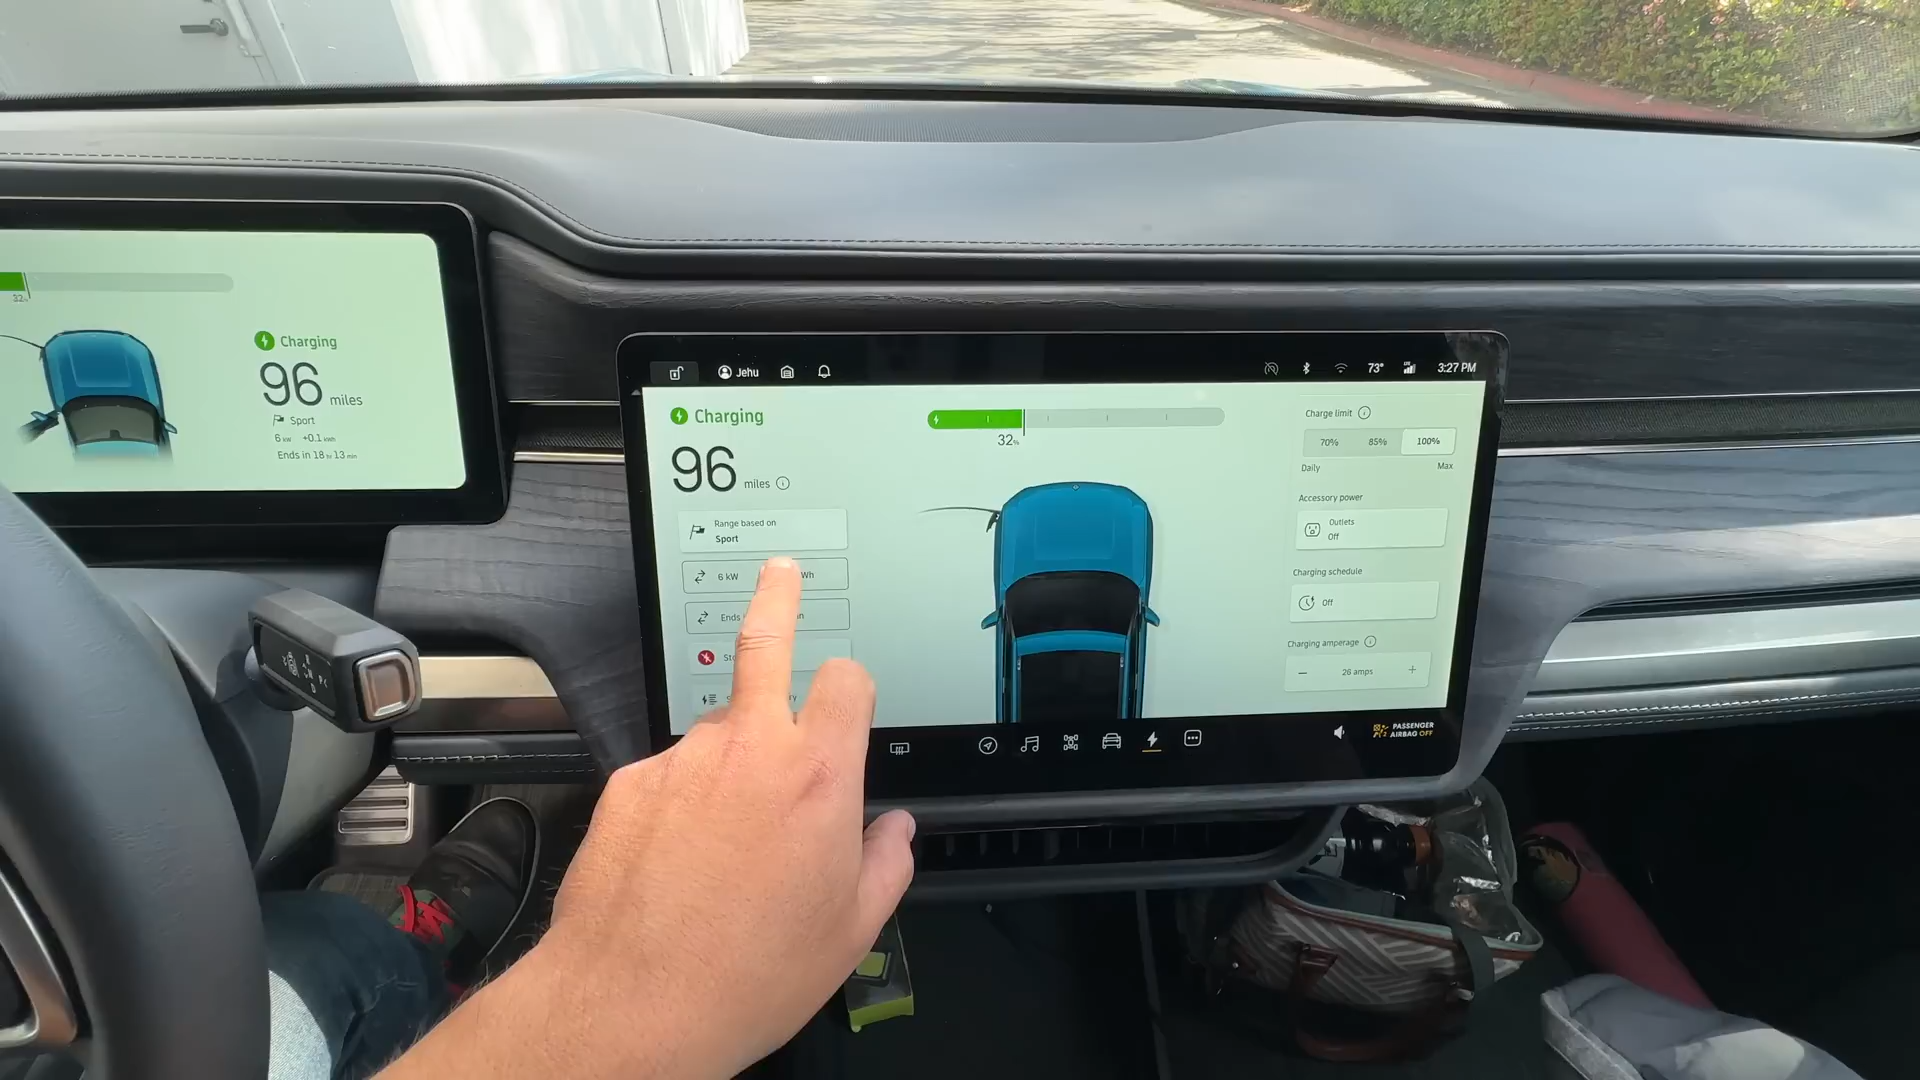 32%
Charging
96 miles
Sport
6 kW +0.1 kWh
Ends in 18 hr 13 min
Jehu
73°
LTE
3:27 PM
Charging
96 miles
Range based on
Sport
6 kW Wh
Ends
32%
Charge limit
70% 85% 100%
Daily Max
Accessory power
Outlets
Off
Charging schedule
Off
Charging amperage
— 26 amps +
PASSENGER
AIRBAG OFF